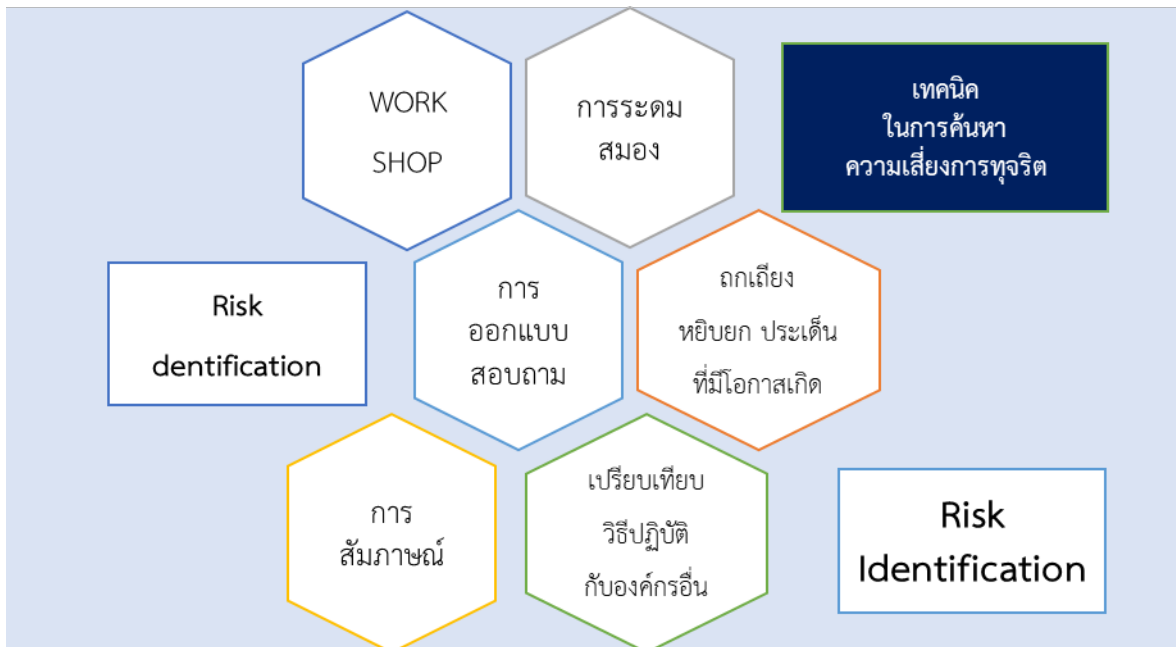 WORK
SHOP
การระดม
สมอง
เทคนิค
ในการค้นหา
ความเสี่ยงการทุจริต
Risk
dentification
การ
ออกแบบ
สอบถาม
ถกเถียง
หยิบยก ประเด็น
ที่มีโอกาสเกิด
การ
สัมภาษณ์
เปรียบเทียบ
วิธีปฏิบัติ
กับองค์กรอื่น
Risk
Identification